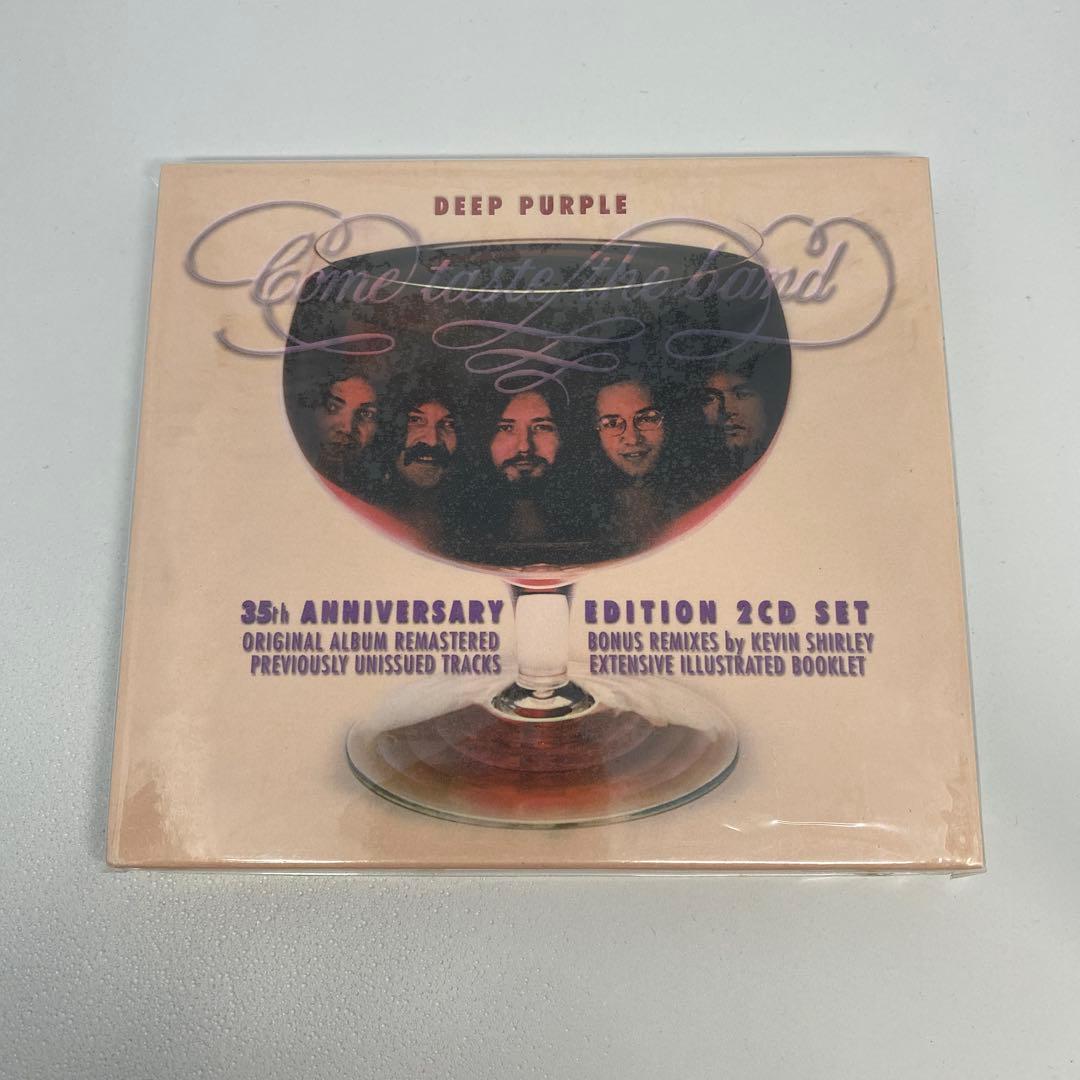 DEEP PURPLE
Come taste the band
35th ANNIVERSARY EDITION 2CD SET
ORIGINAL ALBUM REMASTERED BONUS REMIXES by KEVIN SHIRLEY
PREVIOUSLY UNISSUED TRACKS EXTENSIVE ILLUSTRATED BOOKLET